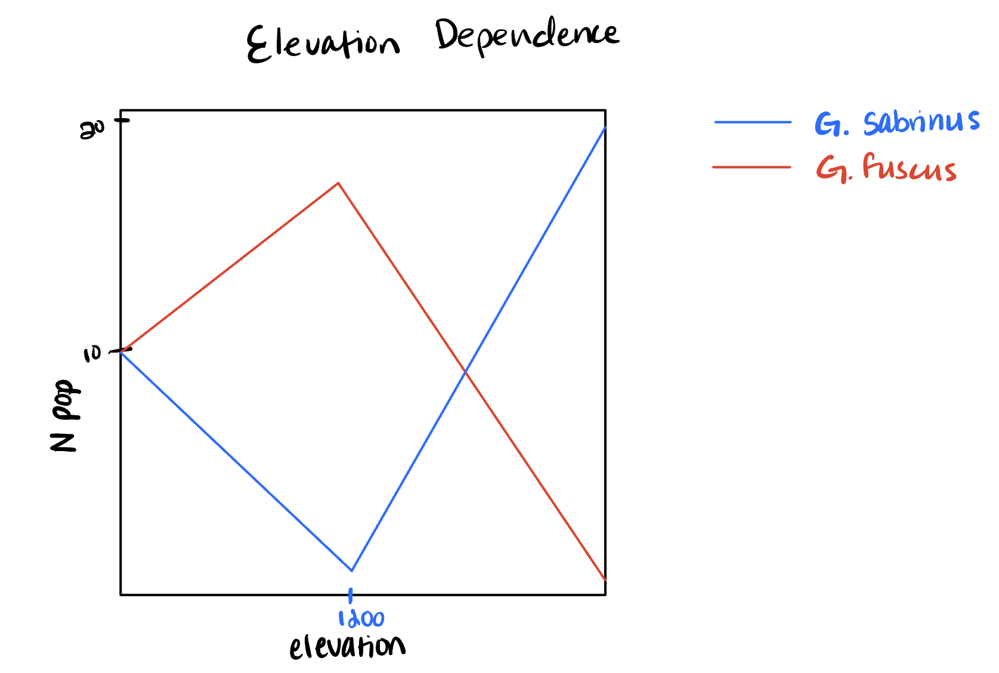 Elevation Dependence
20
G. sabrinus
G. fuscus
10
N pop
1200
elevation